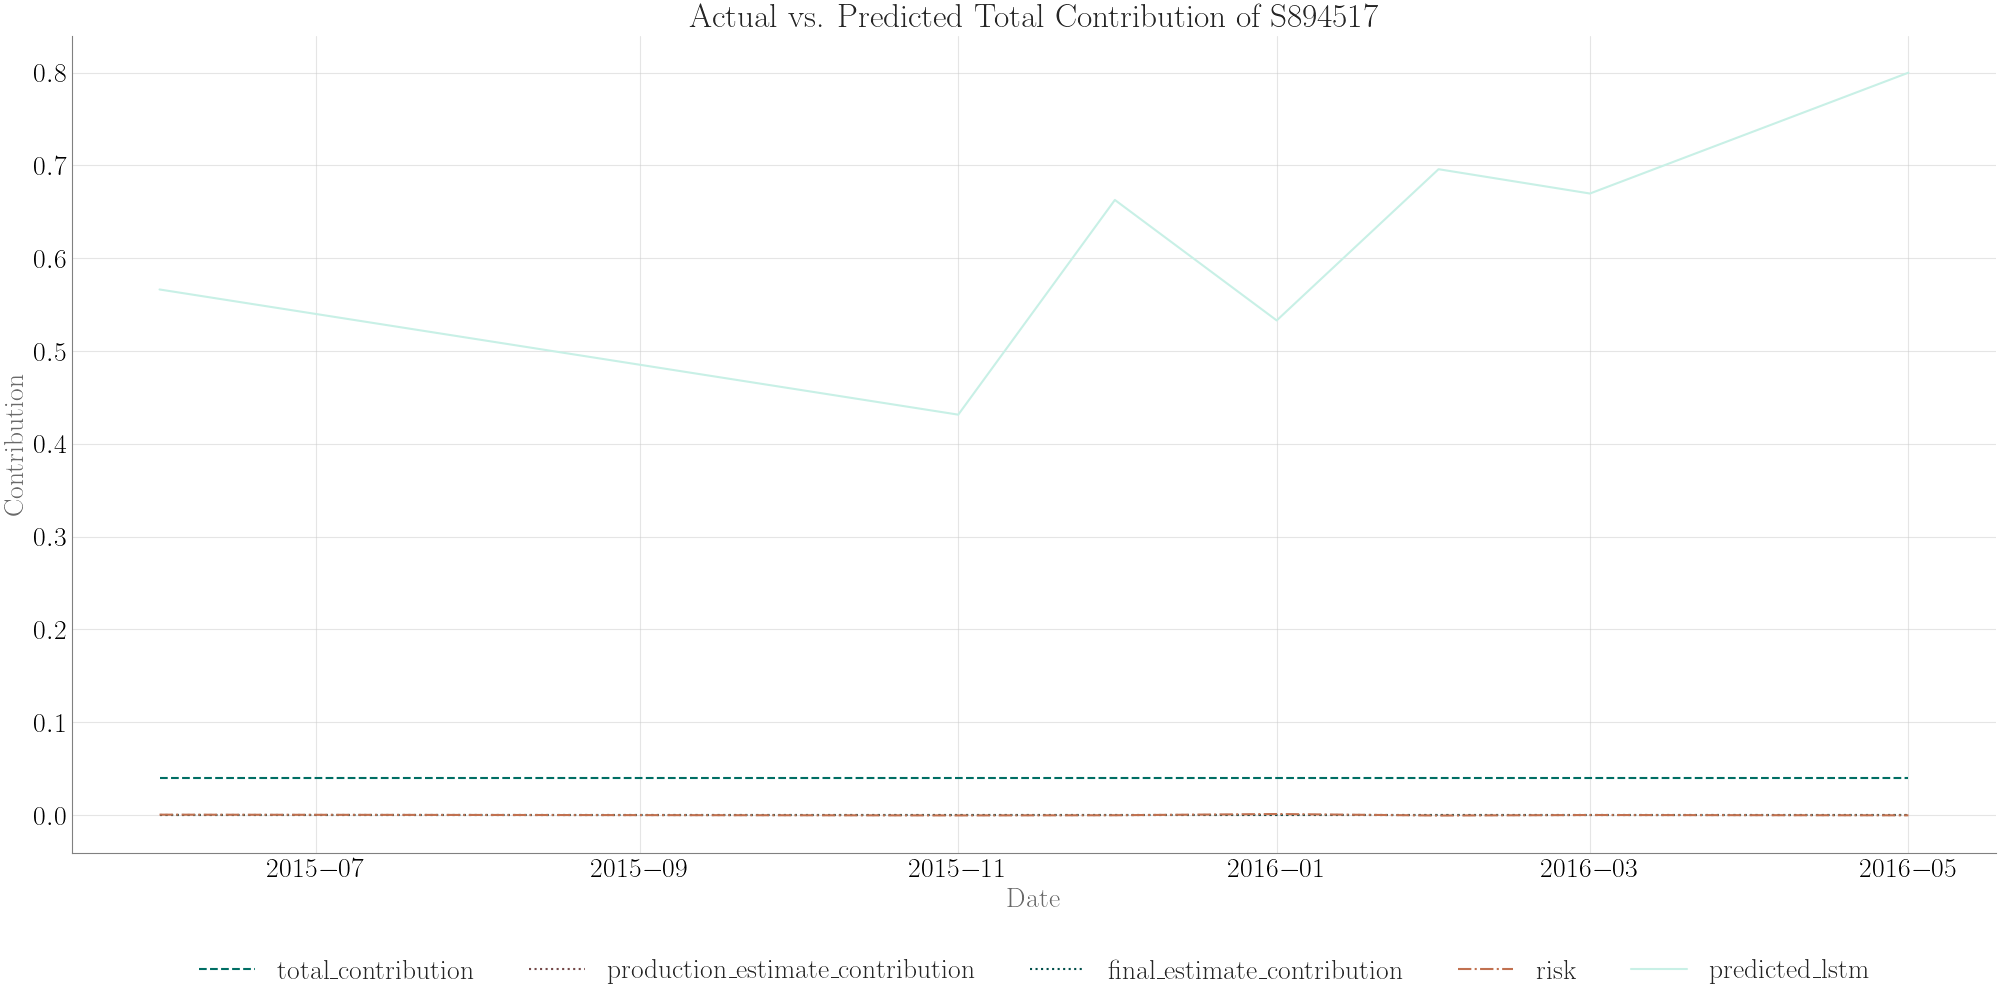 Actual vs. Predicted Total Contribution of S894517
0.8
0.7
0.6
0.5
0.4
0.3
0.2
0.1
0.0
Contribution
2015–07 2015–09 2015–11 2016–01 2016–03 2016–05
Date
total_contribution production_estimate_contribution final_estimate_contribution risk predicted_lstm